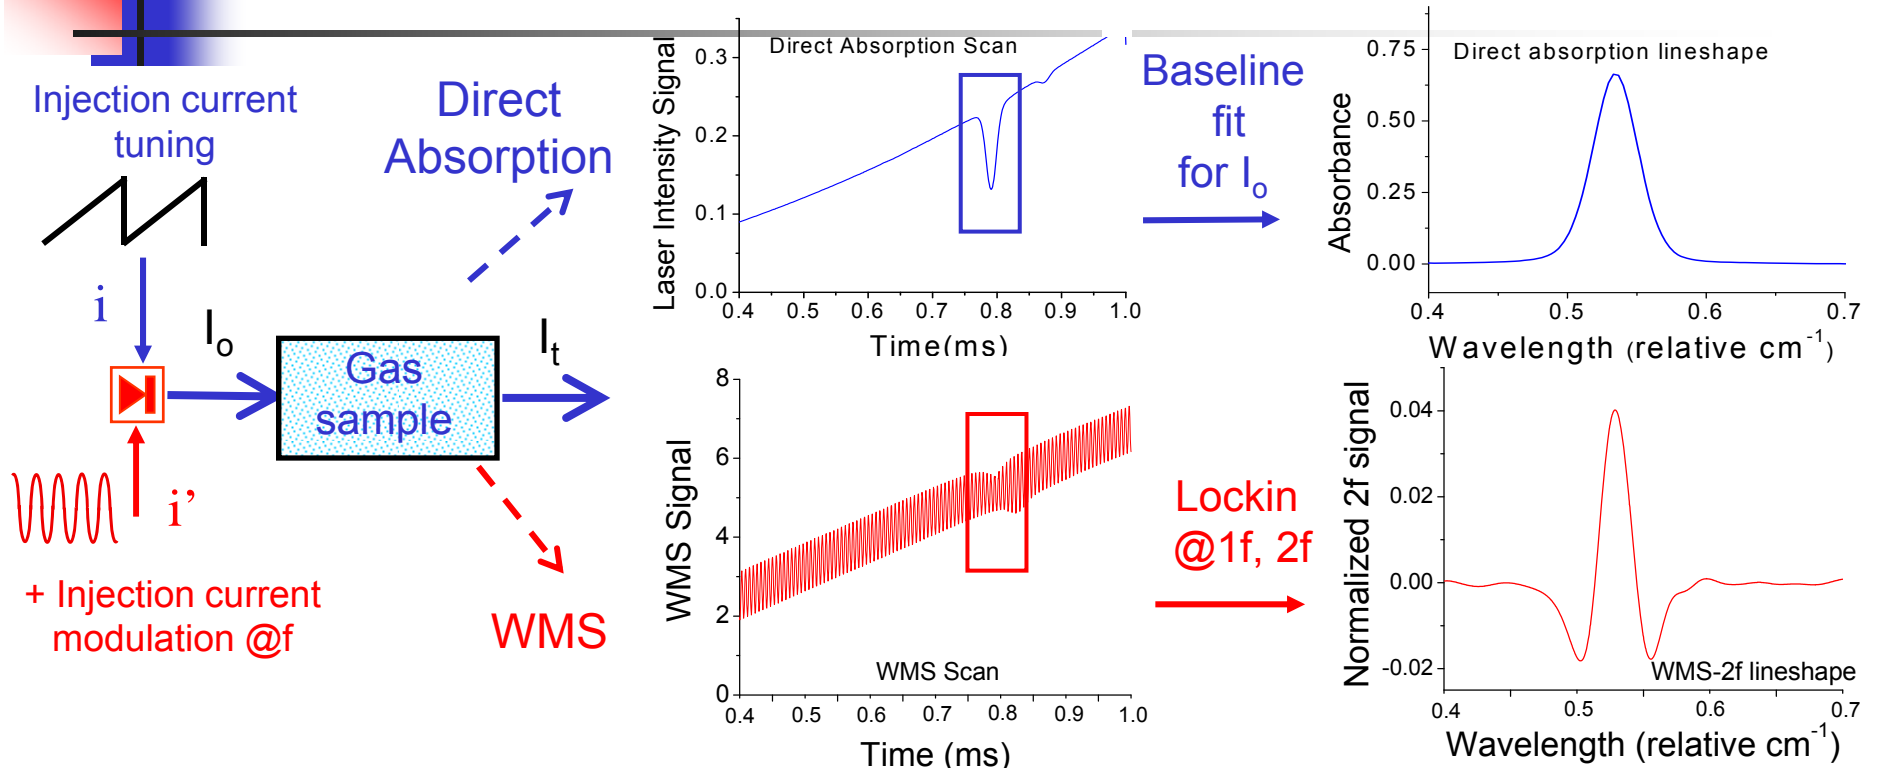 Injection current
tuning
i
i’
+ Injection current
modulation @f
Io
Gas
sample
It
Direct
Absorption
WMS
Direct Absorption Scan
Laser Intensity Signal
0.3
0.2
0.1
0.0
0.4 0.5 0.6 0.7 0.8 0.9 1.0
Time(ms)
Baseline
fit
for Io
Direct absorption lineshape
Absorbance
0.75
0.50
0.25
0.00
0.4 0.5 0.6 0.7
Wavelength (relative cm-1)
WMS Signal
8
6
4
2
0
WMS Scan
0.4 0.5 0.6 0.7 0.8 0.9 1.0
Time (ms)
Lockin
@1f, 2f
Normalized 2f signal
0.04
0.02
0.00
-0.02
WMS-2f lineshape
0.4 0.5 0.6 0.7
Wavelength (relative cm-1)